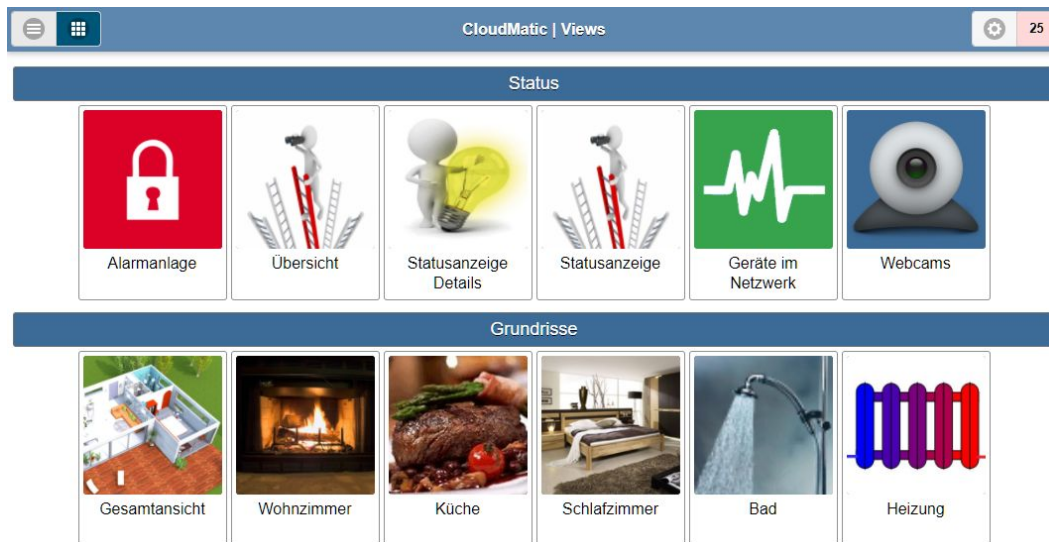 CloudMatic | Views
25
Status
Alarmanlage
Übersicht
Statusanzeige
Details
Statusanzeige
Geräte im
Netzwerk
Webcams
Grundrisse
Gesamtansicht
Wohnzimmer
Küche
Schlafzimmer
Bad
Heizung